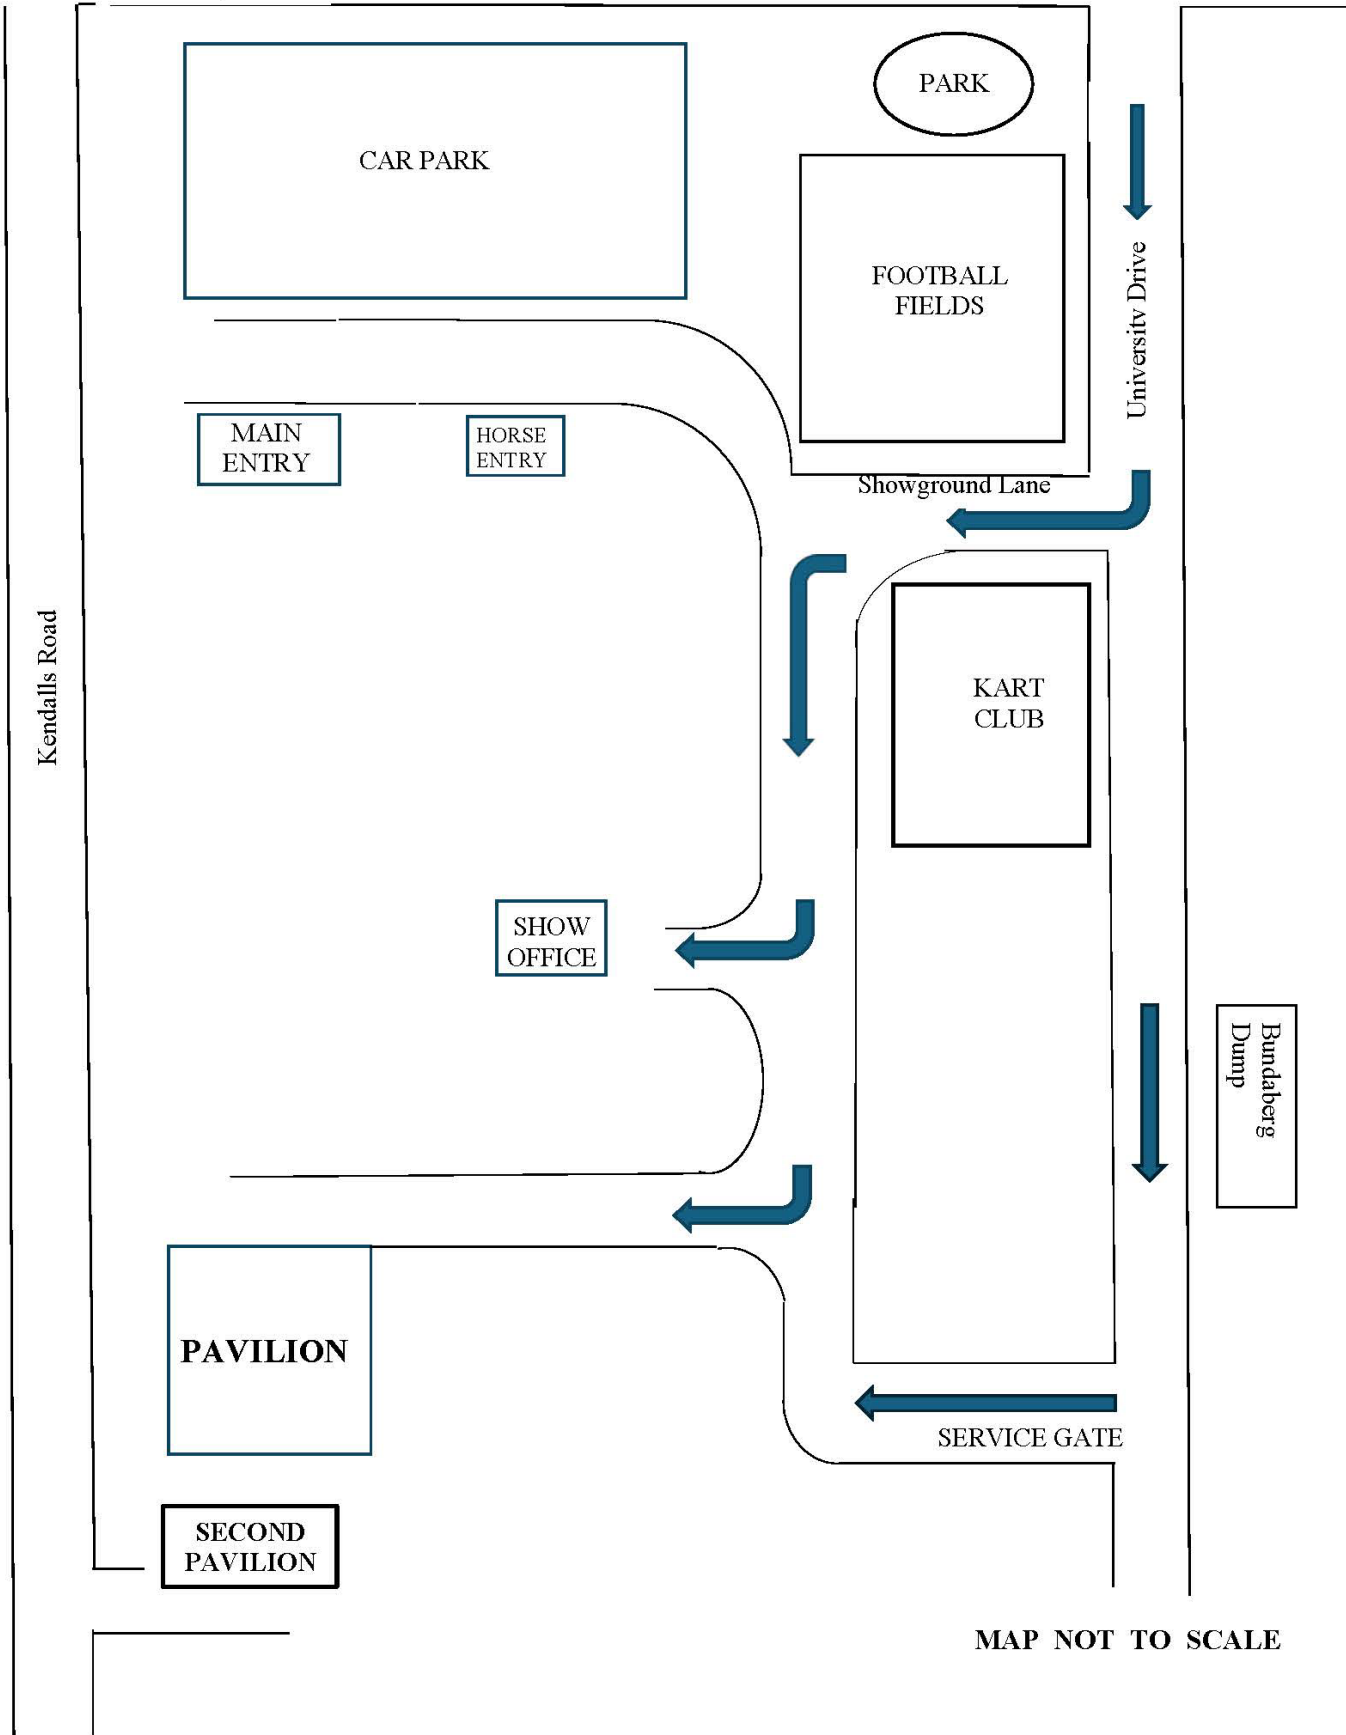 PARK
CAR PARK
University Drive
FOOTBALL
FIELDS
MAIN
ENTRY
HORSE
ENTRY
Showground Lane
Kendalls Road
KART
CLUB
SHOW
OFFICE
Bundaberg
Dump
PAVILION
SERVICE GATE
SECOND
PAVILION
MAP NOT TO SCALE